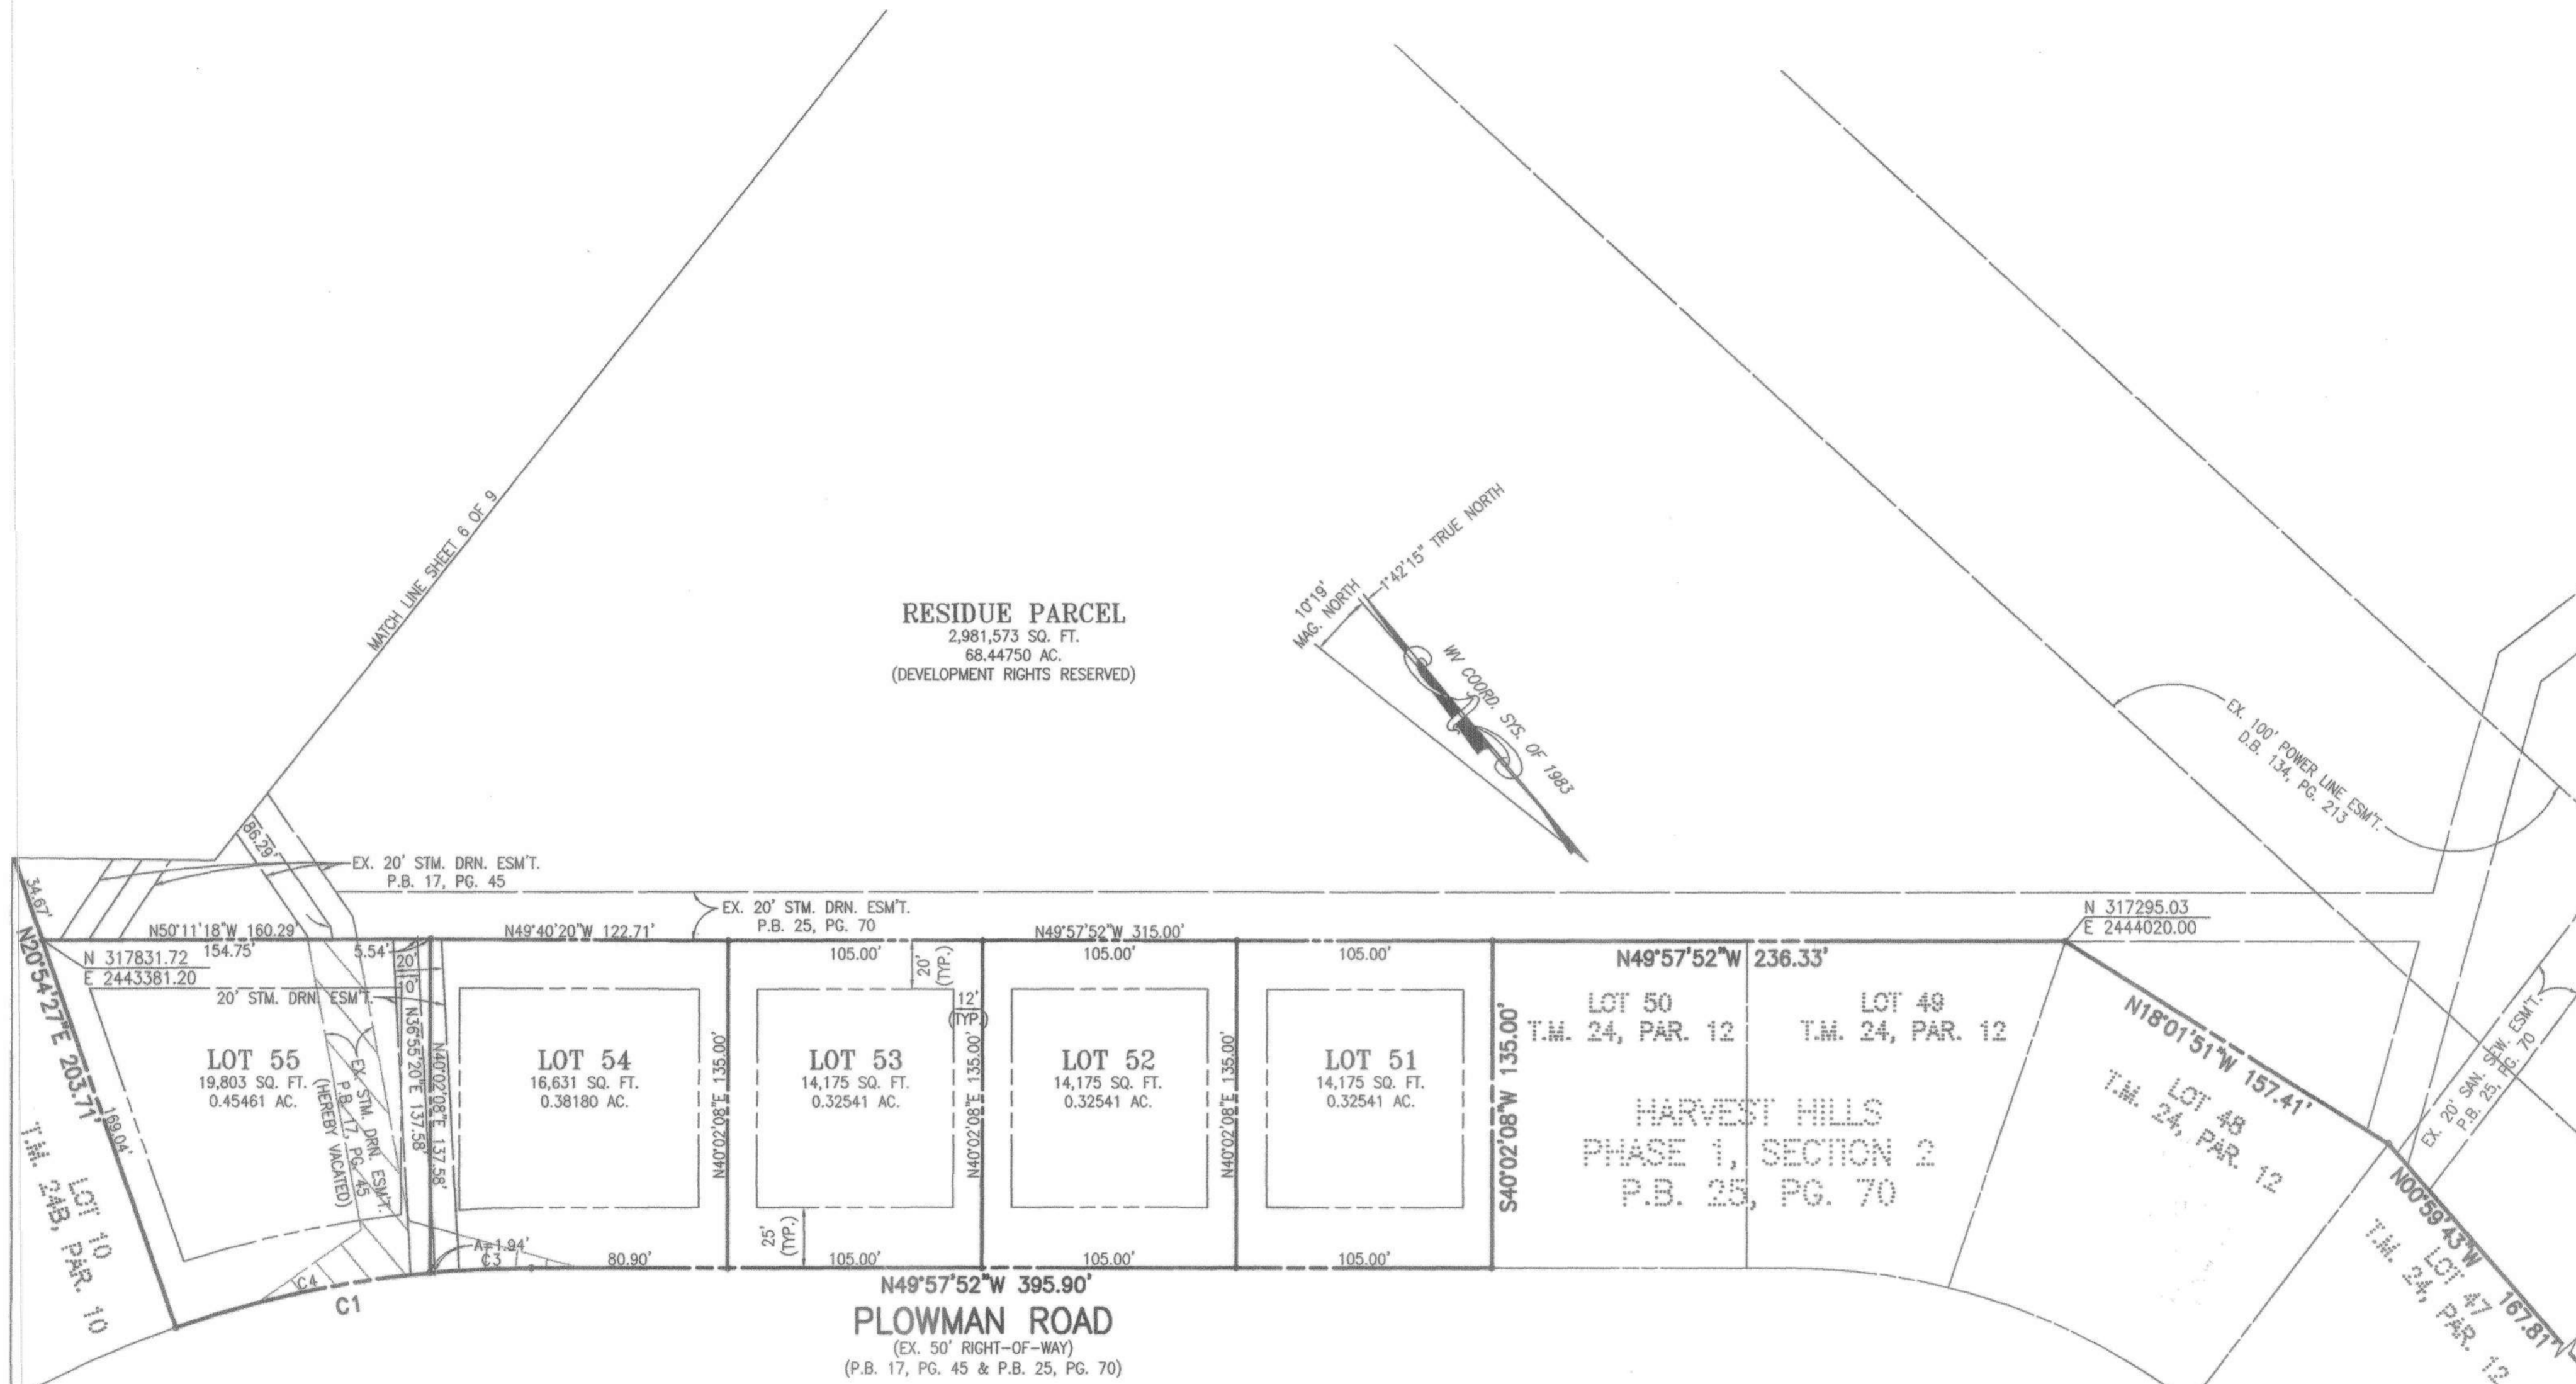 MATCH LINE SHEET 6 OF 9
RESIDUE PARCEL
2,981,573 SQ. FT.
68.44750 AC.
(DEVELOPMENT RIGHTS RESERVED)
10°19'
MAG. NORTH
1°42'15" TRUE NORTH
WV COORD. SYS. OF 1983
EX. 100' POWER LINE ESM'T.
D.B. 134, PG. 213
86.29'
EX. 20' STM. DRN. ESM'T.
P.B. 17, PG. 45
EX. 20' STM. DRN. ESM'T.
P.B. 25, PG. 70
34.67'
N20°54'27"E 203.71'
169.04'
N50°11'18"W 160.29'
154.75'
5.54'
N 317831.72
E 2443381.20
20'
10'
20' STM. DRN. ESM'T.
N49°40'20"W 122.71'
N49°57'52"W 315.00'
105.00'
105.00'
105.00'
20'
(TYP.)
12'
(TYP.)
N49°57'52"W 236.33'
N 317295.03
E 2444020.00
LOT 55
19,803 SQ. FT.
0.45461 AC.
EX. STM. DRN. ESM'T.
P.B. 17, PG. 45
(HEREBY VACATED)
N36°55'20"E 137.58'
N40°02'08"E 137.58'
LOT 54
16,631 SQ. FT.
0.38180 AC.
N40°02'08"E 135.00'
LOT 53
14,175 SQ. FT.
0.32541 AC.
N40°02'08"E 135.00'
LOT 52
14,175 SQ. FT.
0.32541 AC.
N40°02'08"E 135.00'
LOT 51
14,175 SQ. FT.
0.32541 AC.
S40°02'08"W 135.00'
LOT 50
T.M. 24, PAR. 12
LOT 49
T.M. 24, PAR. 12
HARVEST HILLS
PHASE 1, SECTION 2
P.B. 25, PG. 70
N18°01'51"W 157.41'
LOT 48
T.M. 24, PAR. 12
EX. 20' SAN. SEW. ESM'T.
P.B. 25, PG. 70
N00°59'43"W 167.81'
LOT 47
T.M. 24, PAR. 12
LOT 10
T.M. 24B, PAR. 10
C4
C1
A=1.94'
C3
80.90'
25'
(TYP.)
105.00'
105.00'
105.00'
N49°57'52"W 395.90'
PLOWMAN ROAD
(EX. 50' RIGHT-OF-WAY)
(P.B. 17, PG. 45 & P.B. 25, PG. 70)